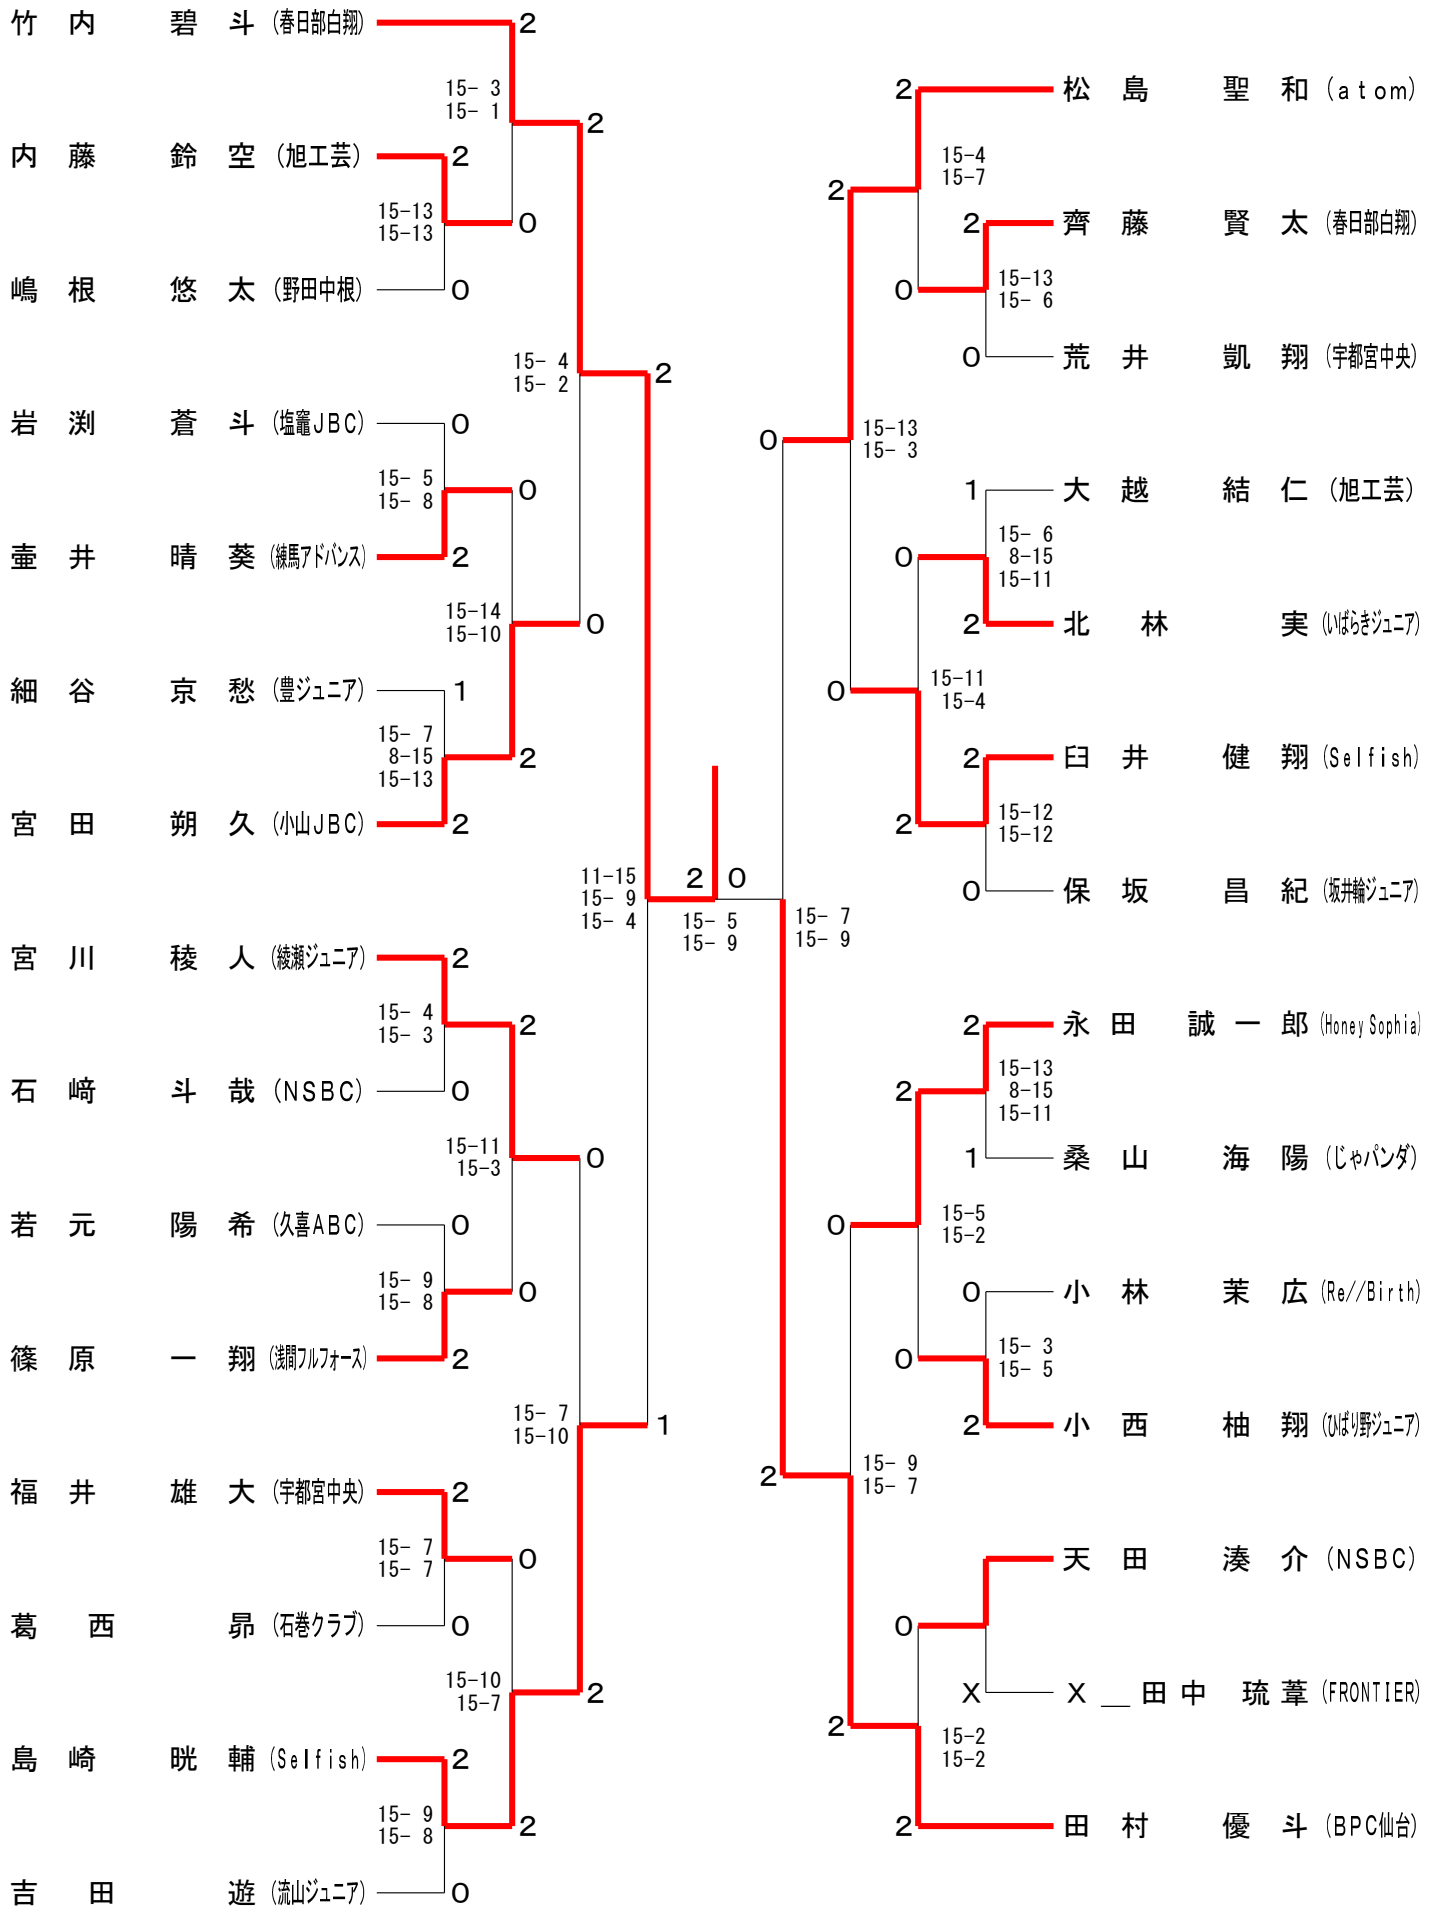 竹内 碧斗 (春日部白翔) 2
15- 3
15- 1
2
内藤 鈴空 (旭工芸) 2
15-13
15-13
0
嶋根 悠太 (野田中根) 0
15- 4
15- 2
2
岩渕 蒼斗 (塩竈JBC) 0
15- 5
15- 8
0
壷井 晴葵 (練馬アドバンス) 2
15-14
15-10
0
細谷 京愁 (豊ジュニア) 1
15- 7
8-15
15-13
2
宮田 朔久 (小山JBC) 2
11-15
15- 9
15- 4
2 0
15- 5
15- 9
宮川 稜人 (綾瀬ジュニア) 2
15- 4
15- 3
2
石﨑 斗哉 (NSBC) 0
15-11
15-3
0
若元 陽希 (久喜ABC) 0
15- 9
15- 8
0
篠原 一翔 (浅間フルフォース) 2
15- 7
15-10
1
福井 雄大 (宇都宮中央) 2
15- 7
15- 7
0
葛西 昴 (石巻クラブ) 0
15-10
15-7
2
島崎 晄輔 (Selfish) 2
15- 9
15- 8
2
吉田 遊 (流山ジュニア) 0
2 松島 聖和 (atom)
15-4
15-7
2
2 齊藤 賢太 (春日部白翔)
15-13
15- 6
0
0 荒井 凱翔 (宇都宮中央)
15-13
15- 3
0
1 大越 結仁 (旭工芸)
15- 6
8-15
15-11
0
2 北林 実 (いばらきジュニア)
15-11
15-4
0
2 臼井 健翔 (Selfish)
15-12
15-12
2
0 保坂 昌紀 (坂井輪ジュニア)
15- 7
15- 9
2 永田 誠一郎 (Honey Sophia)
15-13
8-15
15-11
2
1 桑山 海陽 (じゃパンダ)
15-5
15-2
0
0 小林 茉広 (Re//Birth)
15- 3
15- 5
0
2 小西 柚翔 (ひばり野ジュニア)
15- 9
15- 7
2
天田 湊介 (NSBC)
0
X X＿田中 琉葦 (FRONTIER)
15-2
15-2
2
2 田村 優斗 (BPC仙台)